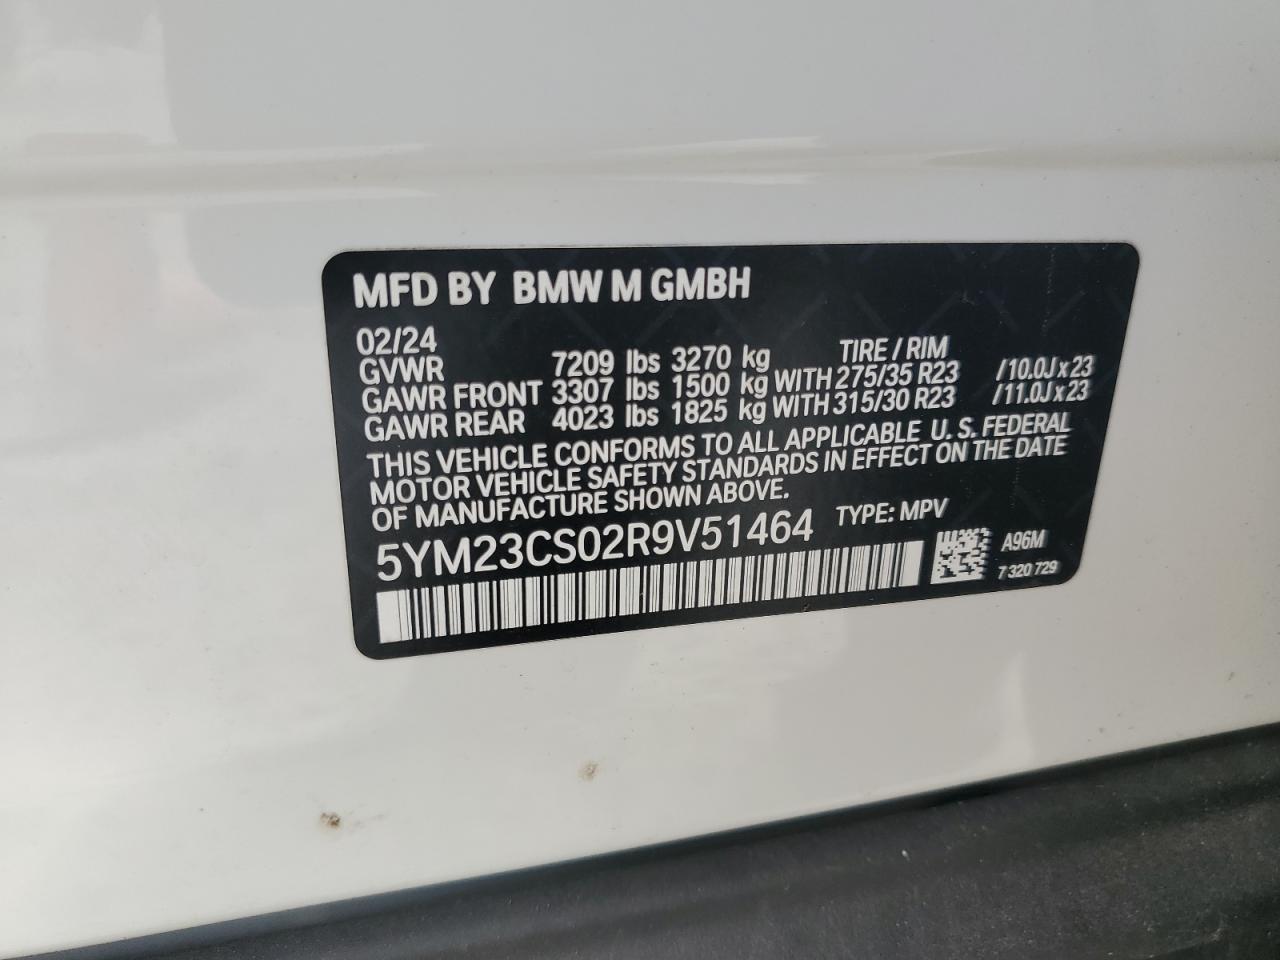 MFD BY BMW M GMBH
02/24
TIRE / RIM
GVWR 7209 lbs 3270 kg
GAWR FRONT 3307 lbs 1500 kg WITH 275/35 R23 /10.0J x 23
GAWR REAR 4023 lbs 1825 kg WITH 315/30 R23 /11.0J x 23
THIS VEHICLE CONFORMS TO ALL APPLICABLE U. S. FEDERAL
MOTOR VEHICLE SAFETY STANDARDS IN EFFECT ON THE DATE
OF MANUFACTURE SHOWN ABOVE.
5YM23CS02R9V51464 TYPE: MPV
A96M
7 320 729